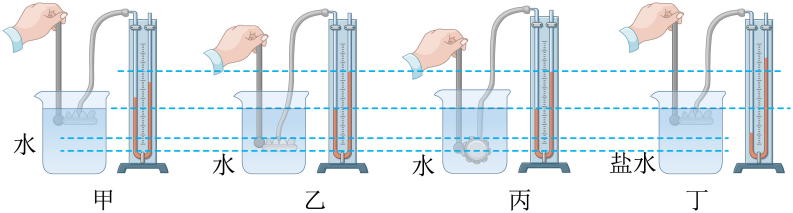 水 水 水 盐水
甲 乙 丙 丁